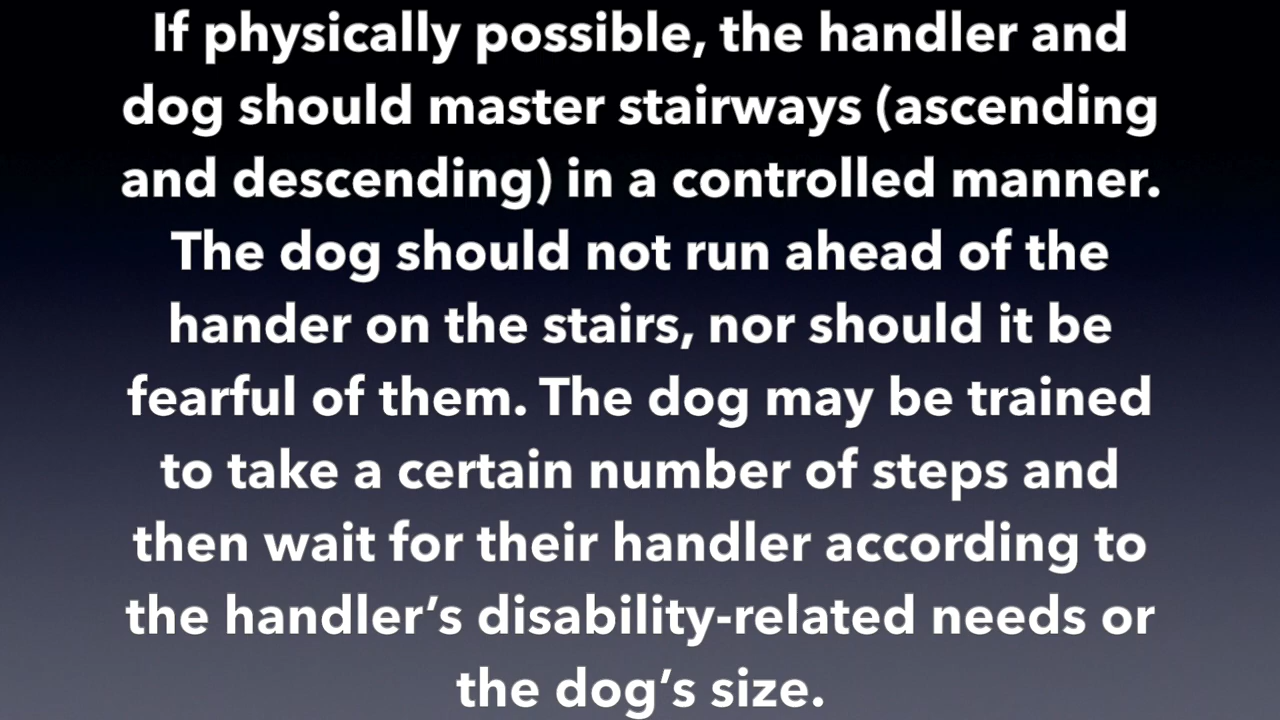 If physically possible, the handler and
dog should master stairways (ascending
and descending) in a controlled manner.
The dog should not run ahead of the
hander on the stairs, nor should it be
fearful of them. The dog may be trained
to take a certain number of steps and
then wait for their handler according to
the handler’s disability-related needs or
the dog’s size.